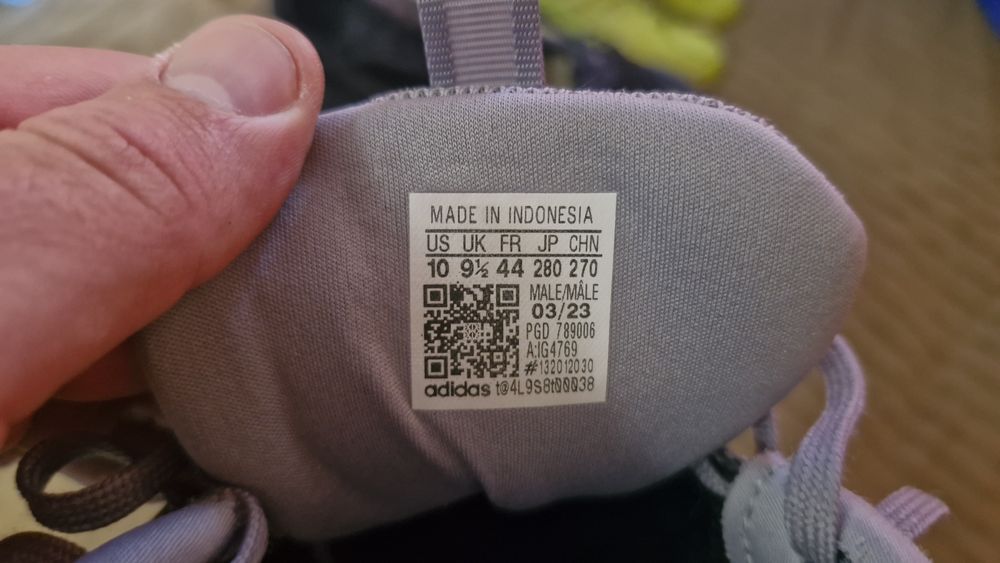 MADE IN INDONESIA
US UK FR JP CHN
10 9½ 44 280 270
MALE/MÂLE
03/23
PGD 789006
A:IG4769
#132012030
adidas t@4L9S8t00038